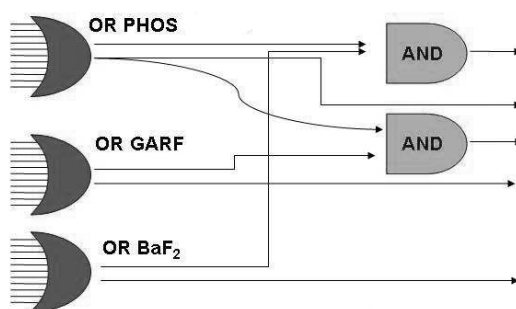 OR PHOS
AND
OR GARF
AND
OR BaF₂